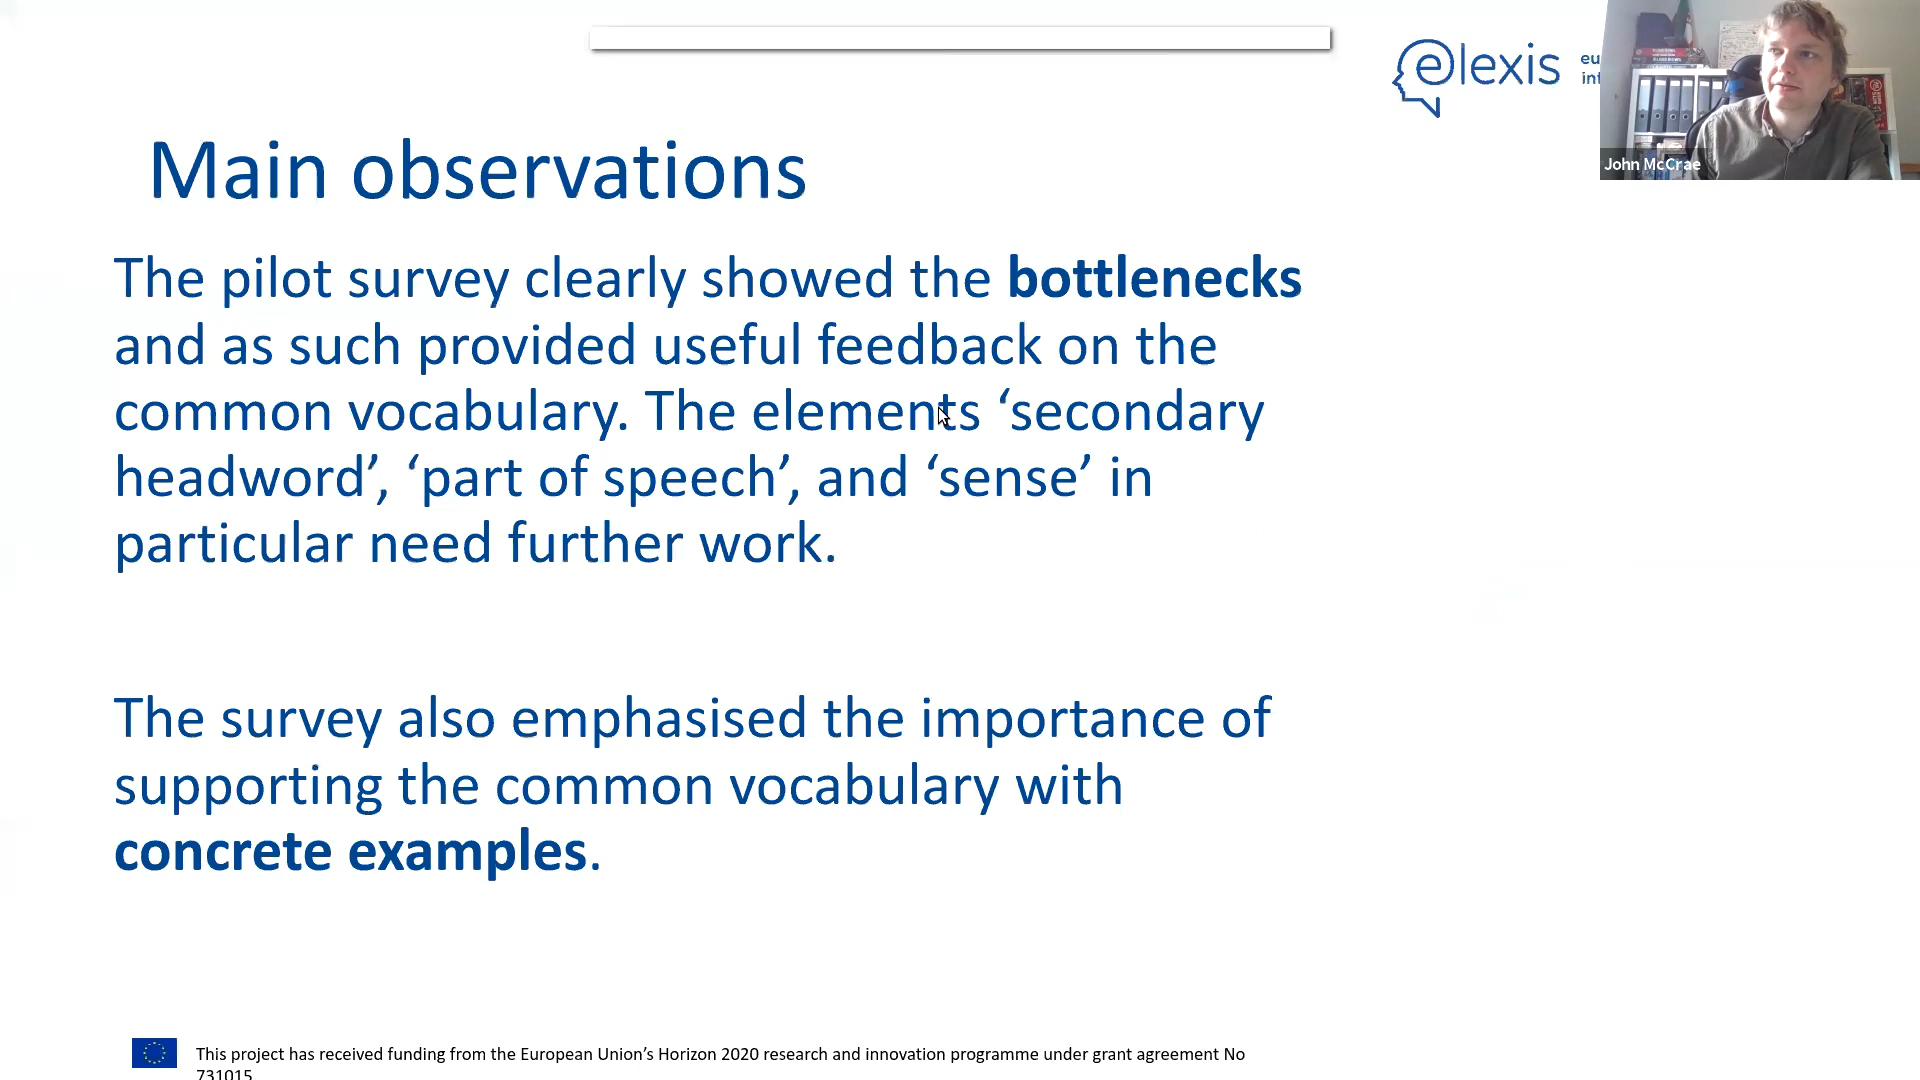 elexis
eu
int
John McCrae
Main observations
The pilot survey clearly showed the bottlenecks
and as such provided useful feedback on the
common vocabulary. The elements ‘secondary
headword’, ‘part of speech’, and ‘sense’ in
particular need further work.
The survey also emphasised the importance of
supporting the common vocabulary with
concrete examples.
This project has received funding from the European Union’s Horizon 2020 research and innovation programme under grant agreement No
731015